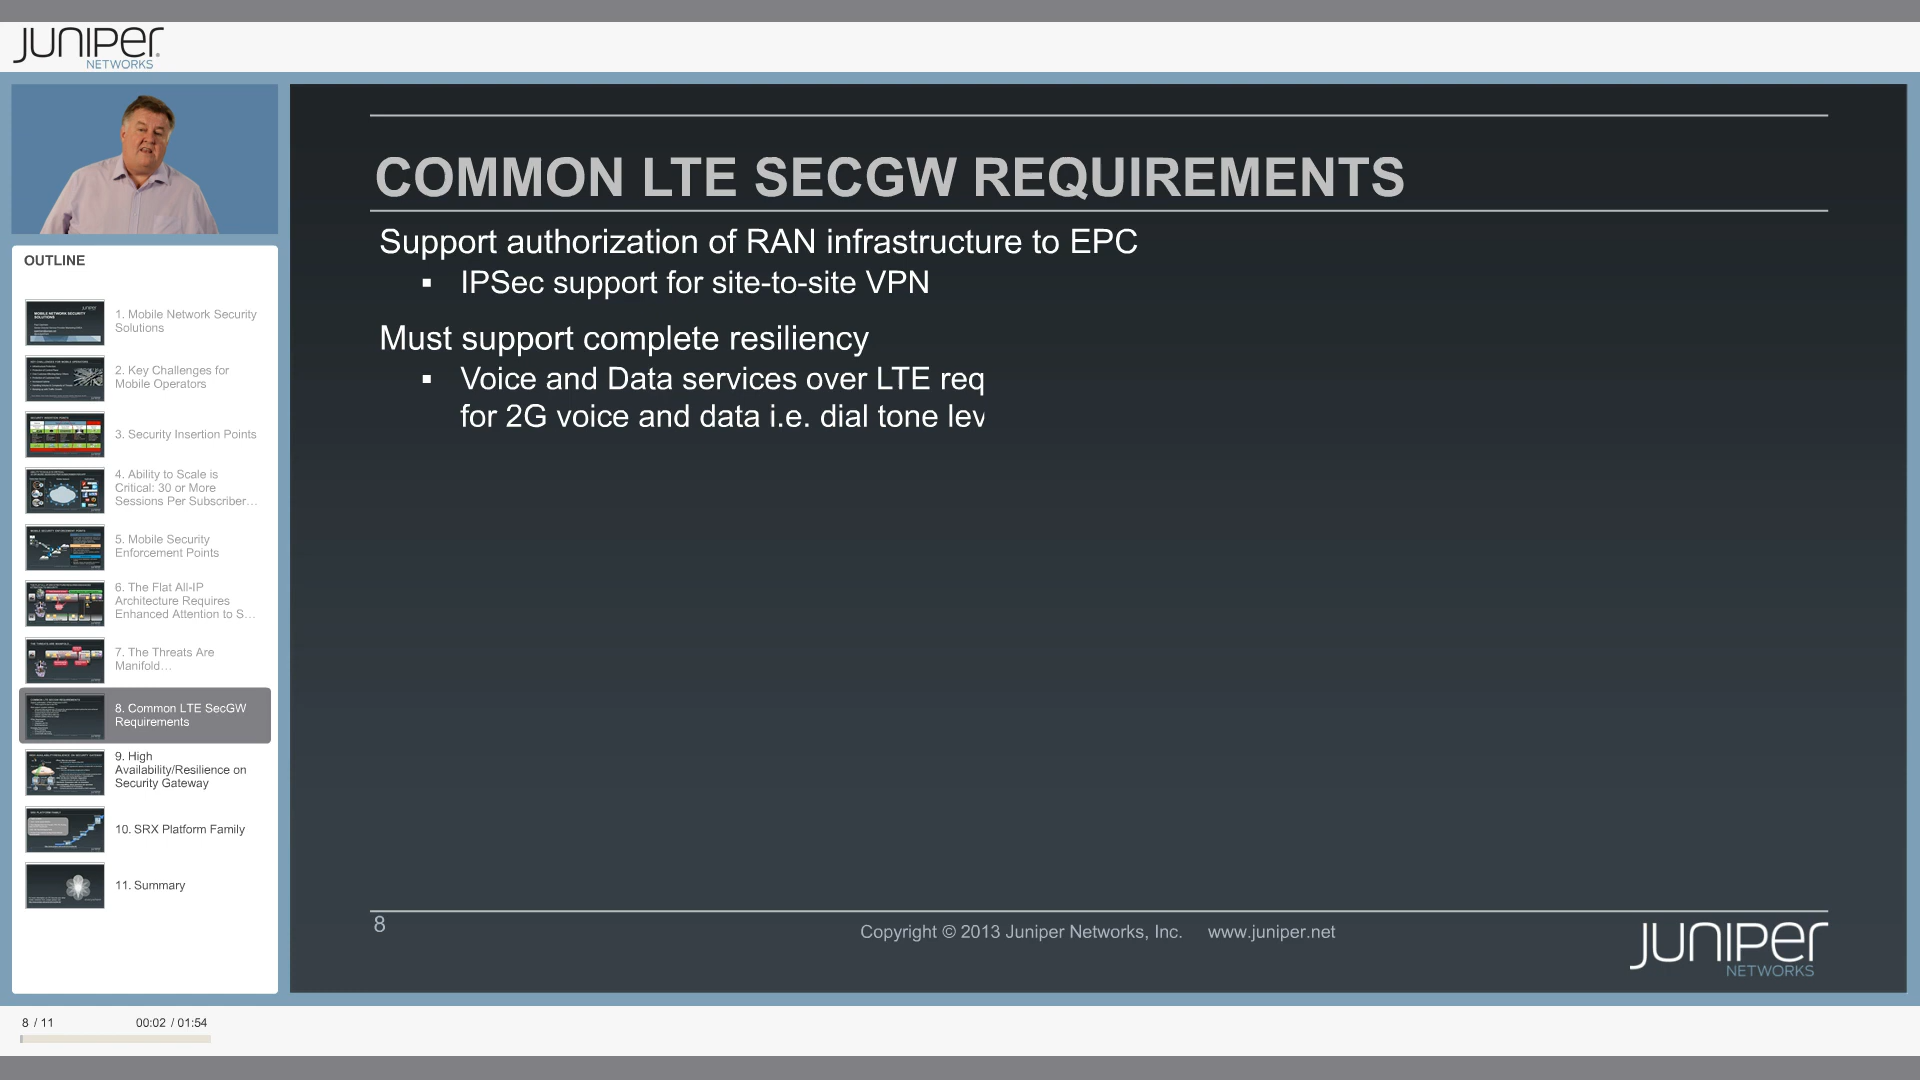 JUNIPER
NETWORKS
OUTLINE
1. Mobile Network Security
Solutions
2. Key Challenges for
Mobile Operators
3. Security Insertion Points
4. Ability to Scale is
Critical: 30 or More
Sessions Per Subscriber...
5. Mobile Security
Enforcement Points
6. The Flat All-IP
Architecture Requires
Enhanced Attention to S...
7. The Threats Are
Manifold...
8. Common LTE SecGW
Requirements
9. High
Availability/Resilience on
Security Gateway
10. SRX Platform Family
11. Summary
8 / 11 00:02 / 01:54
COMMON LTE SECGW REQUIREMENTS
Support authorization of RAN infrastructure to EPC
▪ IPSec support for site-to-site VPN
Must support complete resiliency
▪ Voice and Data services over LTE req
for 2G voice and data i.e. dial tone lev
8
Copyright © 2013 Juniper Networks, Inc. www.juniper.net
JUNIPER
NETWORKS